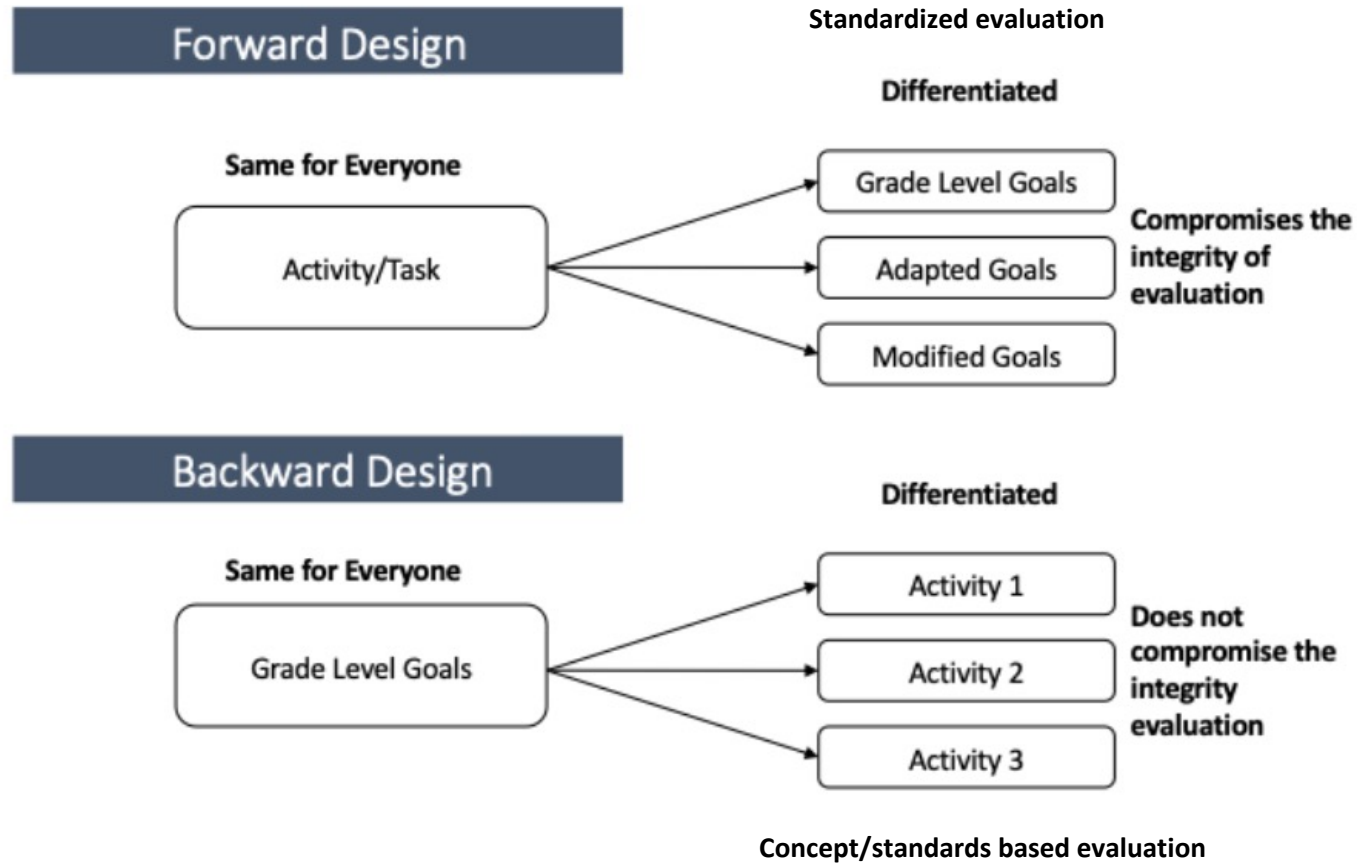 Standardized evaluation
Forward Design
Differentiated
Same for Everyone
Activity/Task
Grade Level Goals
Adapted Goals
Modified Goals
Compromises the
integrity of
evaluation
Backward Design
Differentiated
Same for Everyone
Grade Level Goals
Activity 1
Activity 2
Activity 3
Does not
compromise the
integrity
evaluation
Concept/standards based evaluation